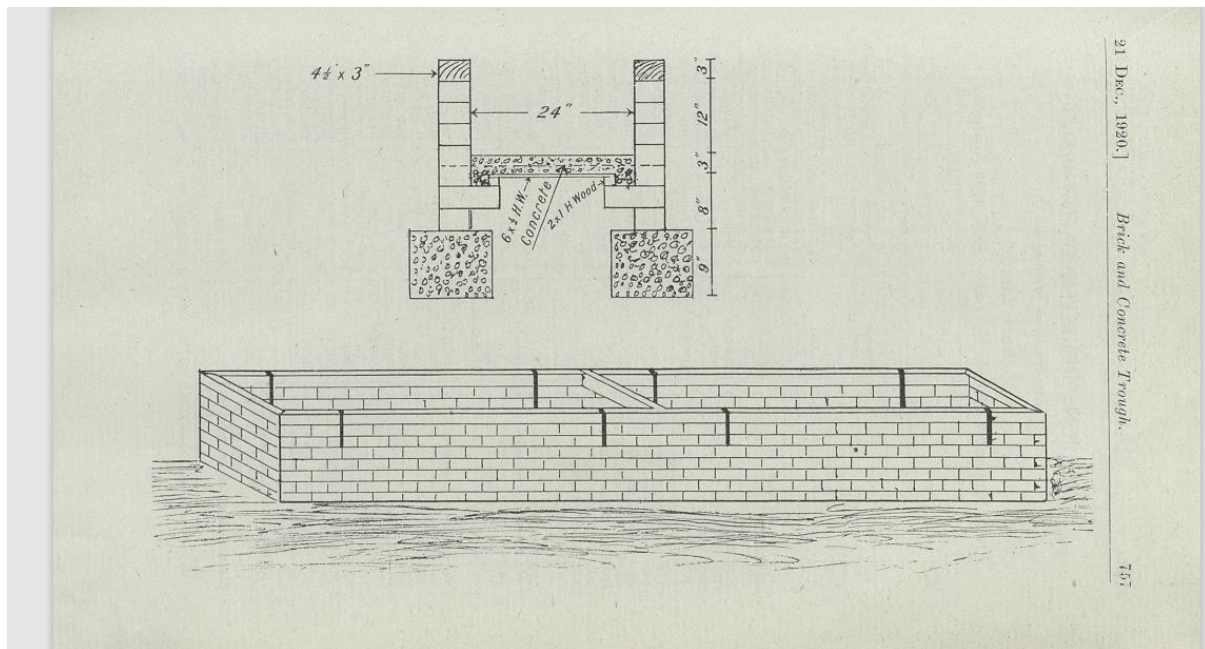 21 DEC., 1920.] Brick and Concrete Trough. 757
4½" x 3"
24"
3"
12"
3"
8"
9"
6 x ½ H.W.
Concrete
2x1 H Wood